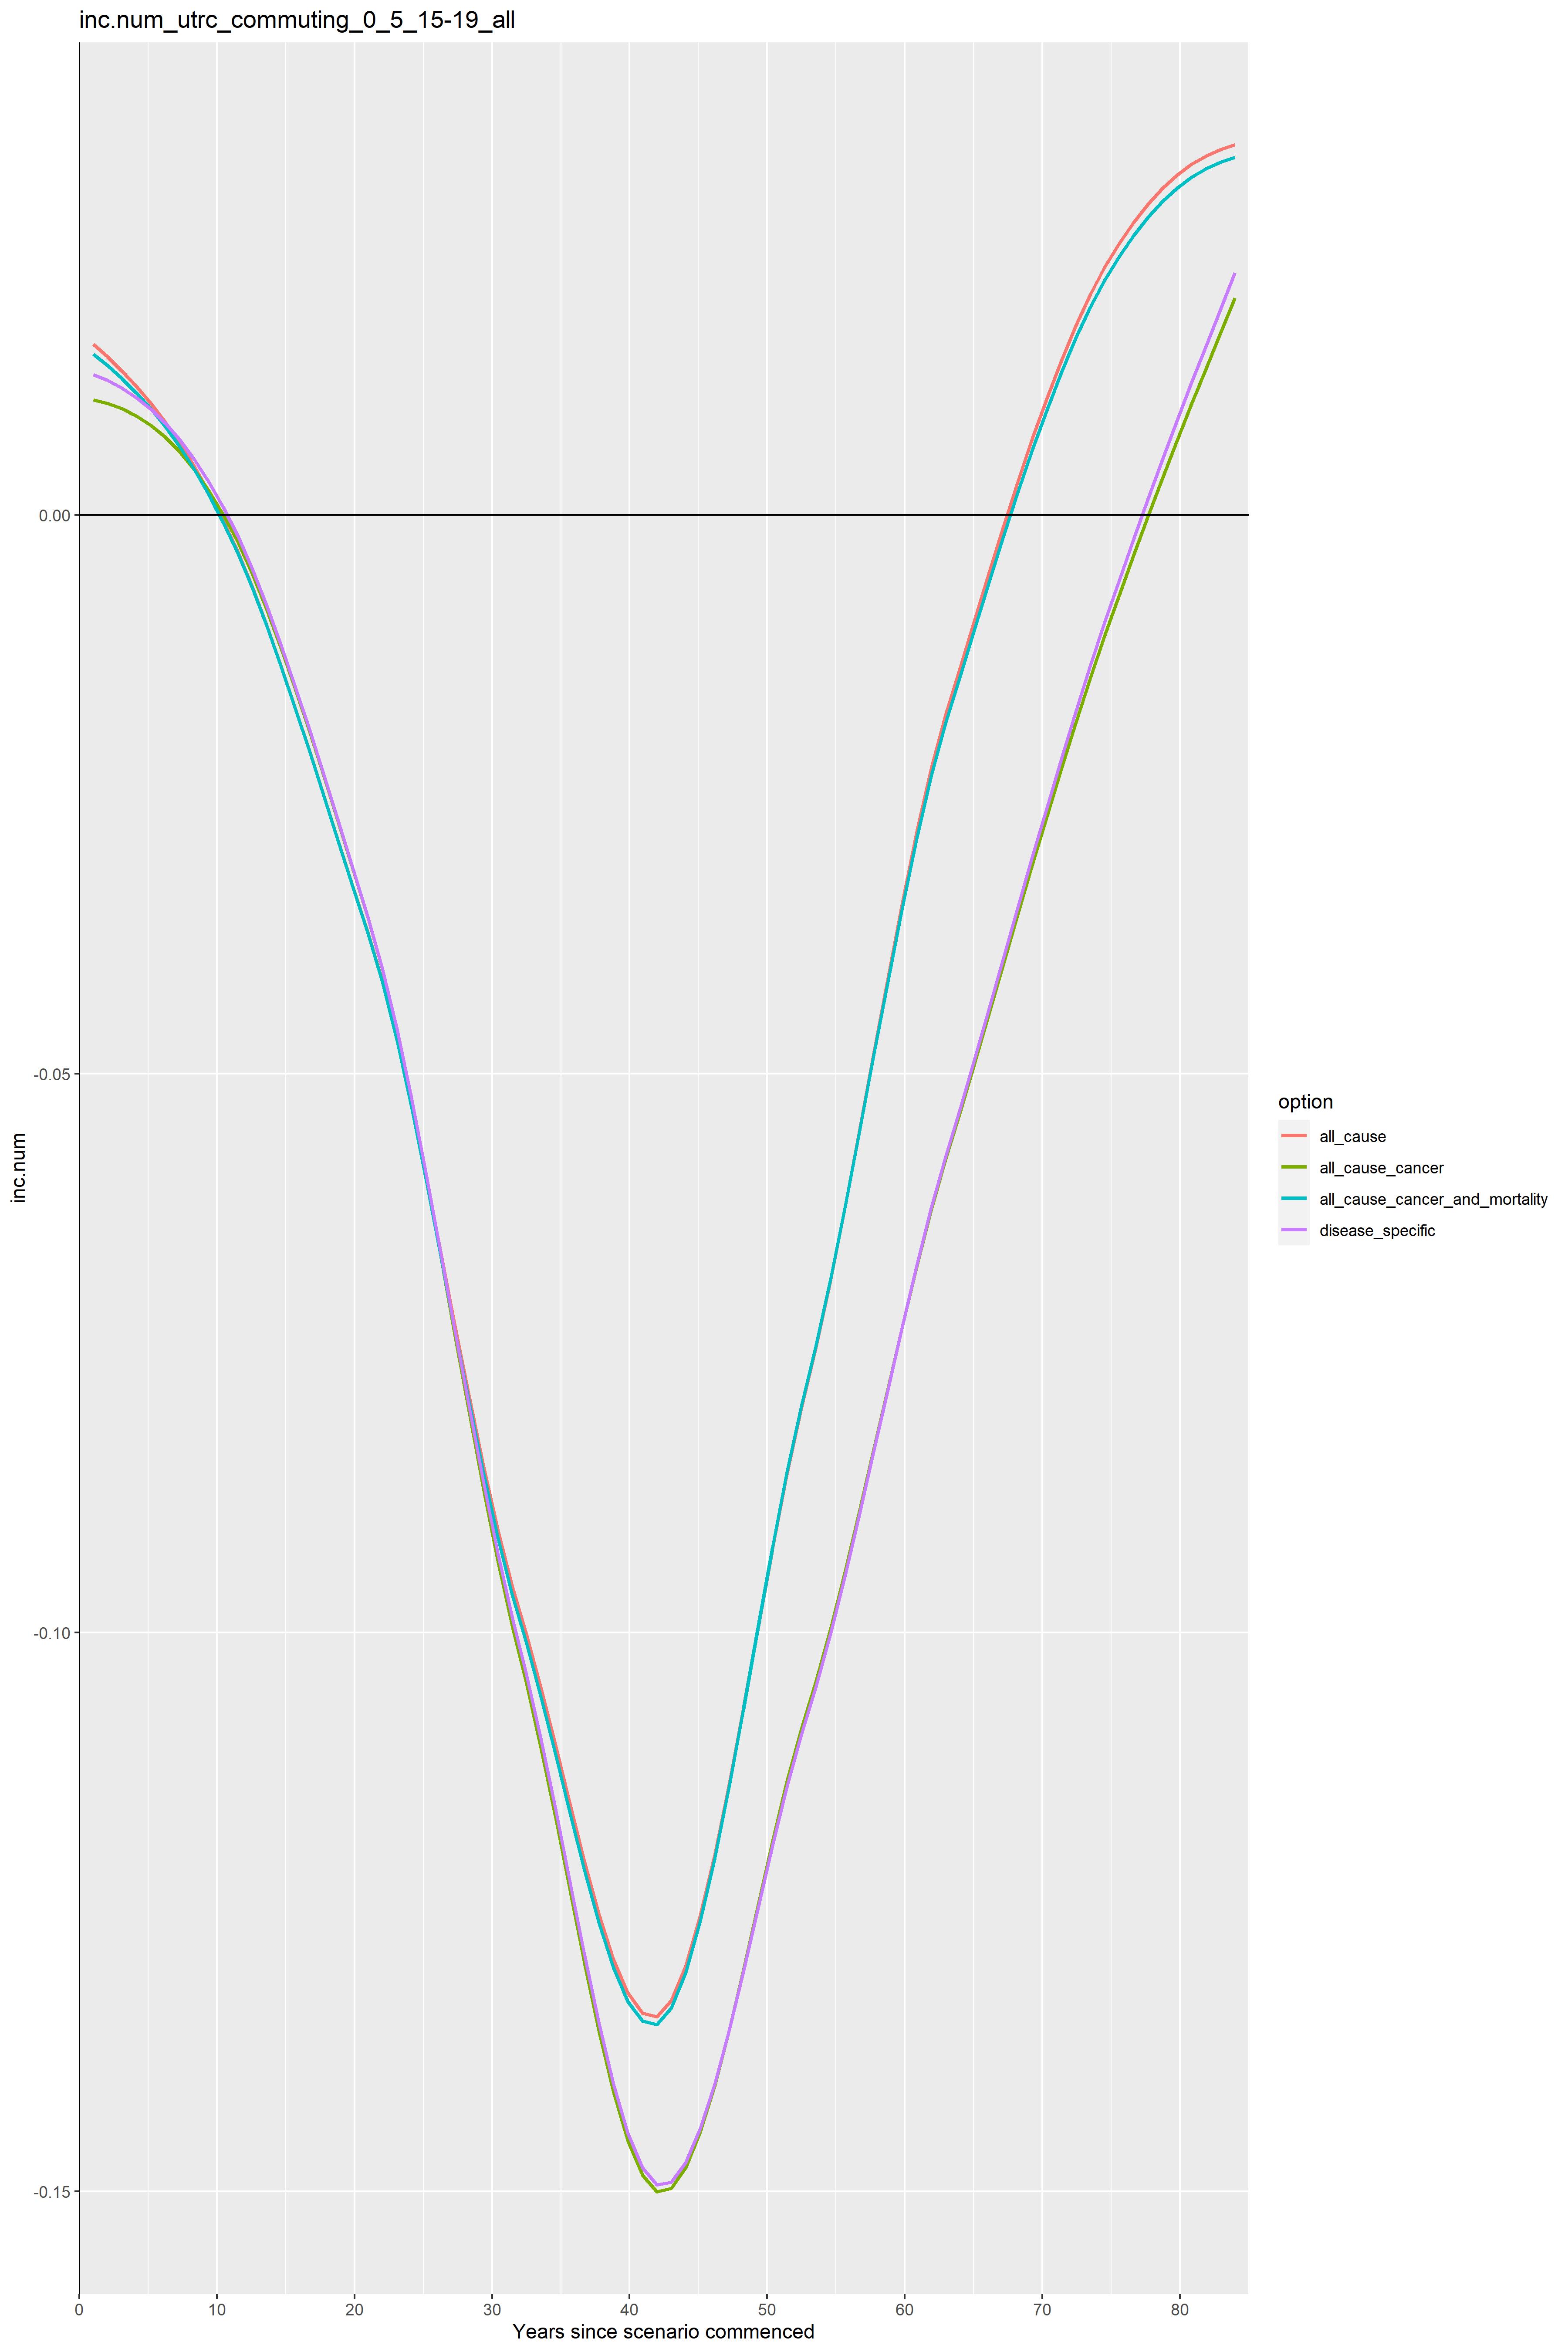 inc.num_utrc_commuting_0_5_15-19_all
0.00
-0.05
-0.10
-0.15
inc.num
0 10 20 30 40 50 60 70 80
Years since scenario commenced
option
all_cause
all_cause_cancer
all_cause_cancer_and_mortality
disease_specific